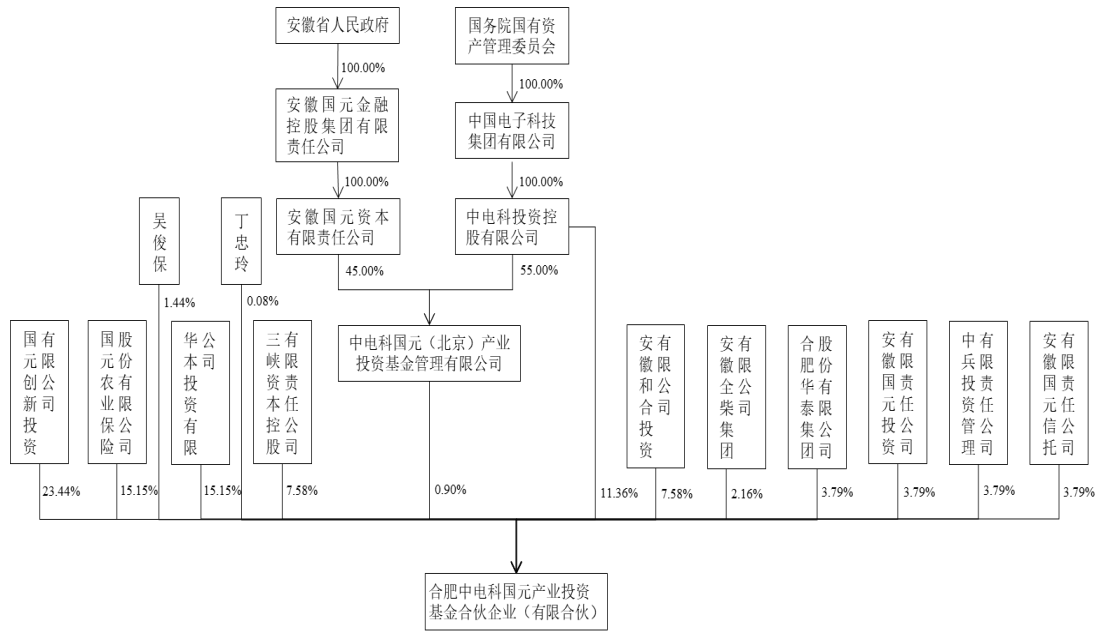 安徽省人民政府
国务院国有资
产管理委员会
100.00%
100.00%
安徽国元金融
控股集团有限
责任公司
中国电子科技
集团有限公司
100.00%
100.00%
吴俊保
丁忠玲
安徽国元资本
有限责任公司
中电科投资控
股有限公司
45.00%
55.00%
1.44%
0.08%
国元创新投资
有限公司
国元农业保险
股份有限公司
华本投资有限
公司
三峡资本控股
有限责任公司
中电科国元（北京）产业
投资基金管理有限公司
安徽和合投资
有限公司
安徽全柴集团
有限公司
合肥华泰集团
股份有限公司
安徽国元投资
有限责任公司
中兵投资管理
有限责任公司
安徽国元信托
有限责任公司
23.44%
15.15%
15.15%
7.58%
0.90%
11.36%
7.58%
2.16%
3.79%
3.79%
3.79%
3.79%
合肥中电科国元产业投资
基金合伙企业（有限合伙）